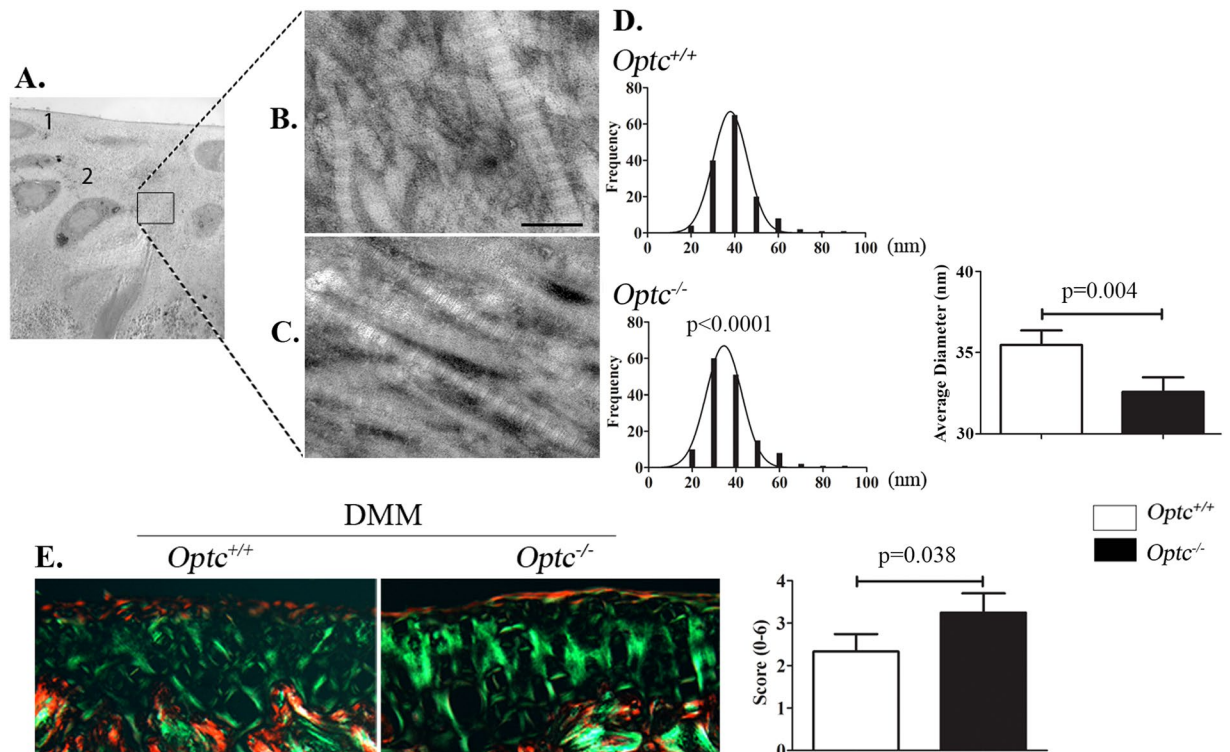 A.
1
2
B.
C.
D.
Optc+/+
Frequency
80
60
40
20
0
0 20 40 60 80 100 (nm)
Optc-/-
p<0.0001
Frequency
80
60
40
20
0
0 20 40 60 80 100 (nm)
Average Diameter (nm)
40
35
30
p=0.004
DMM
E.
Optc+/+
Optc-/-
p=0.038
Score (0-6)
4
3
2
1
0
Optc+/+
Optc-/-